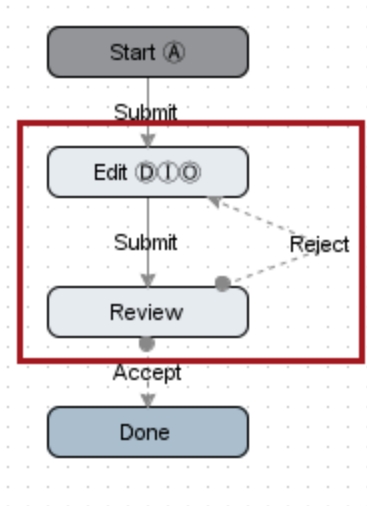 Start Ⓐ
Submit
Edit ⒹⒾⓄ
Submit
Reject
Review
Accept
Done